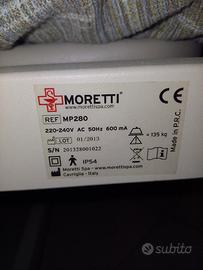 MORETTI
www.morettispa.com
REF MP280
220-240V AC 50Hz 600 mA
LOT 01/2013
S/N 201328001022
= 135 kg
IP54
Moretti Spa - www.morettispa.com
Cavriglia - Italy
Made in P.R.C.
CE
subito